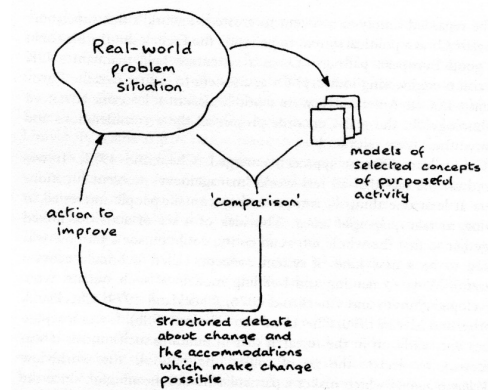 Real-world
problem
situation
models of
selected concepts
of purposeful
activity
'comparison'
action to
improve
structured debate
about change and
the accommodations
which make change
possible